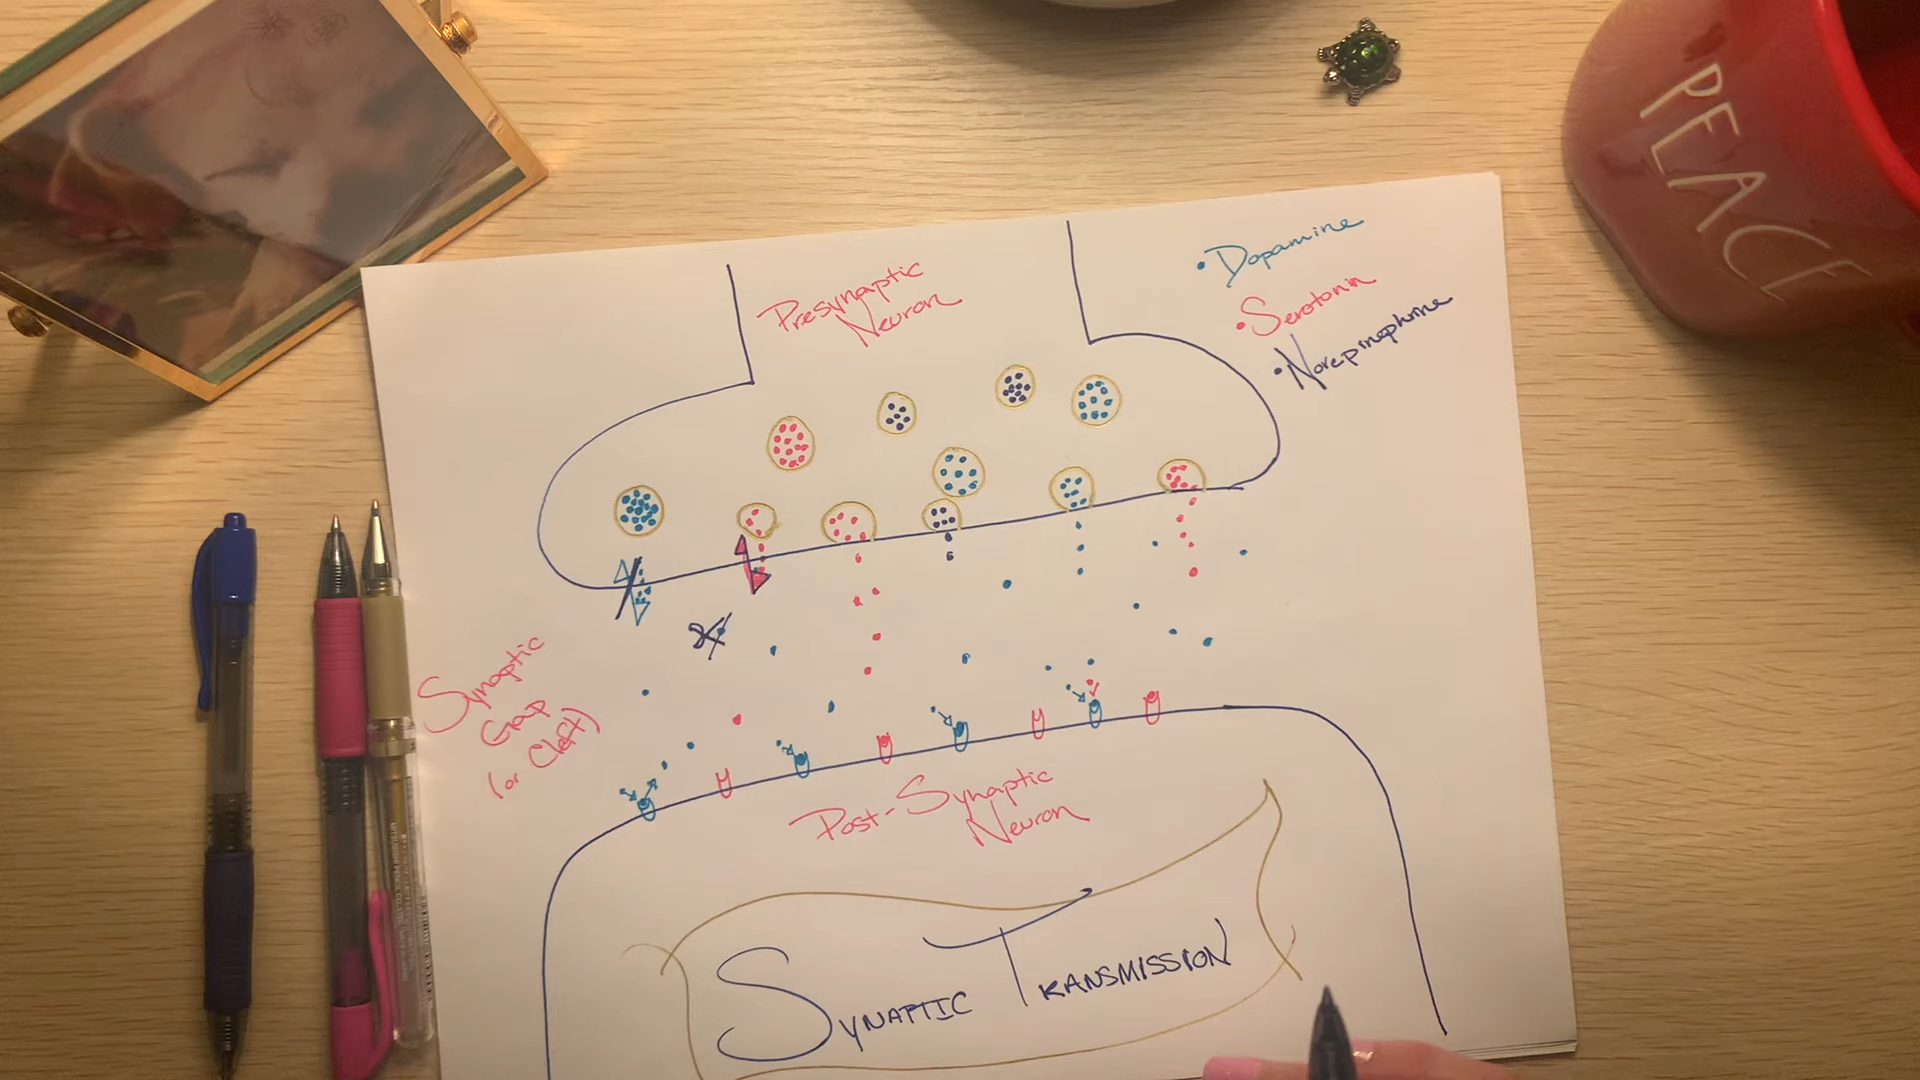 PEACE
• Dopamine
• Serotonin
• Norepinephrine
Presynaptic
Neuron
Synaptic
Gap
(or Cleft)
Post-Synaptic
Neuron
SYNAPTIC TRANSMISSION